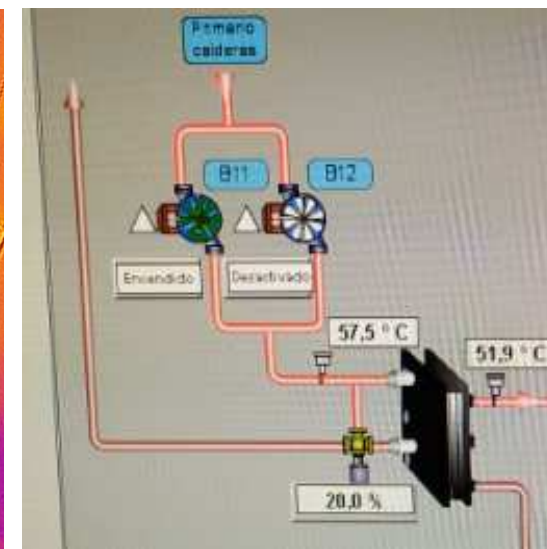 Primario
calderas
B11
B12
Encendido
Desactivado
57,5 ° C
51,9 ° C
20,0 %